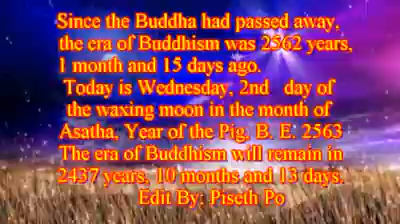 Since the Buddha had passed away,
the era of Buddhism was 2562 years,
1 month and 15 days ago.
Today is Wednesday, 2nd day of
the waxing moon in the month of
Asatha, Year of the Pig, B. E. 2563
The era of Buddhism will remain in
2437 years, 10 months and 13 days.
Edit By: Piseth Po